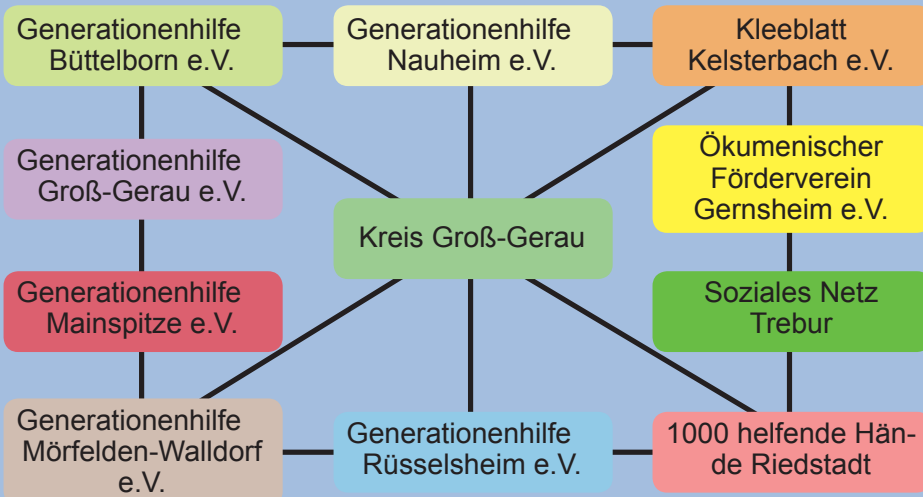 Generationenhilfe
Büttelborn e.V.
Generationenhilfe
Nauheim e.V.
Kleeblatt
Kelsterbach e.V.
Generationenhilfe
Groß-Gerau e.V.
Ökumenischer
Förderverein
Gernsheim e.V.
Kreis Groß-Gerau
Generationenhilfe
Mainspitze e.V.
Soziales Netz
Trebur
Generationenhilfe
Mörfelden-Walldorf
e.V.
Generationenhilfe
Rüsselsheim e.V.
1000 helfende Hän-
de Riedstadt